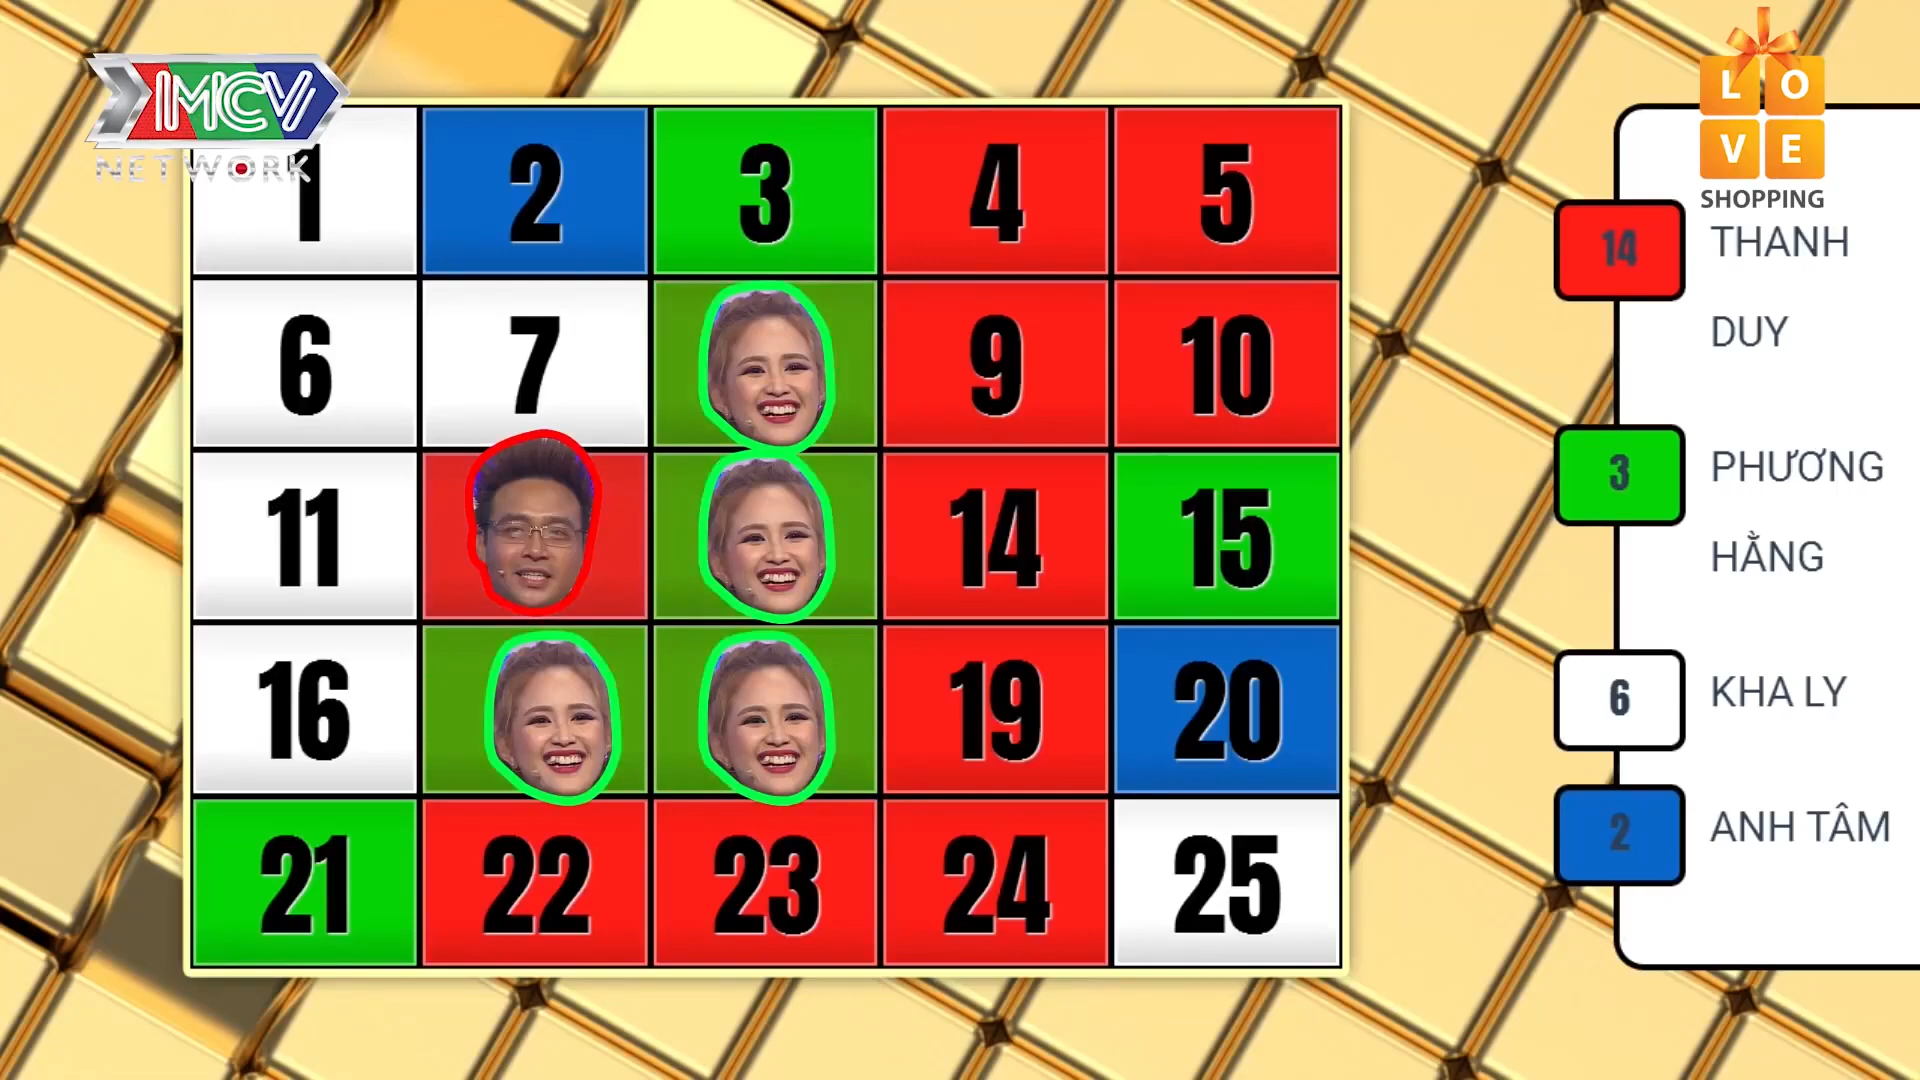 MCV
NETWORK
LOVE
SHOPPING
1 2 3 4 5
6 7 9 10
11 14 15
16 19 20
21 22 23 24 25
14 THANH
DUY
3 PHƯƠNG
HẰNG
6 KHA LY
2 ANH TÂM